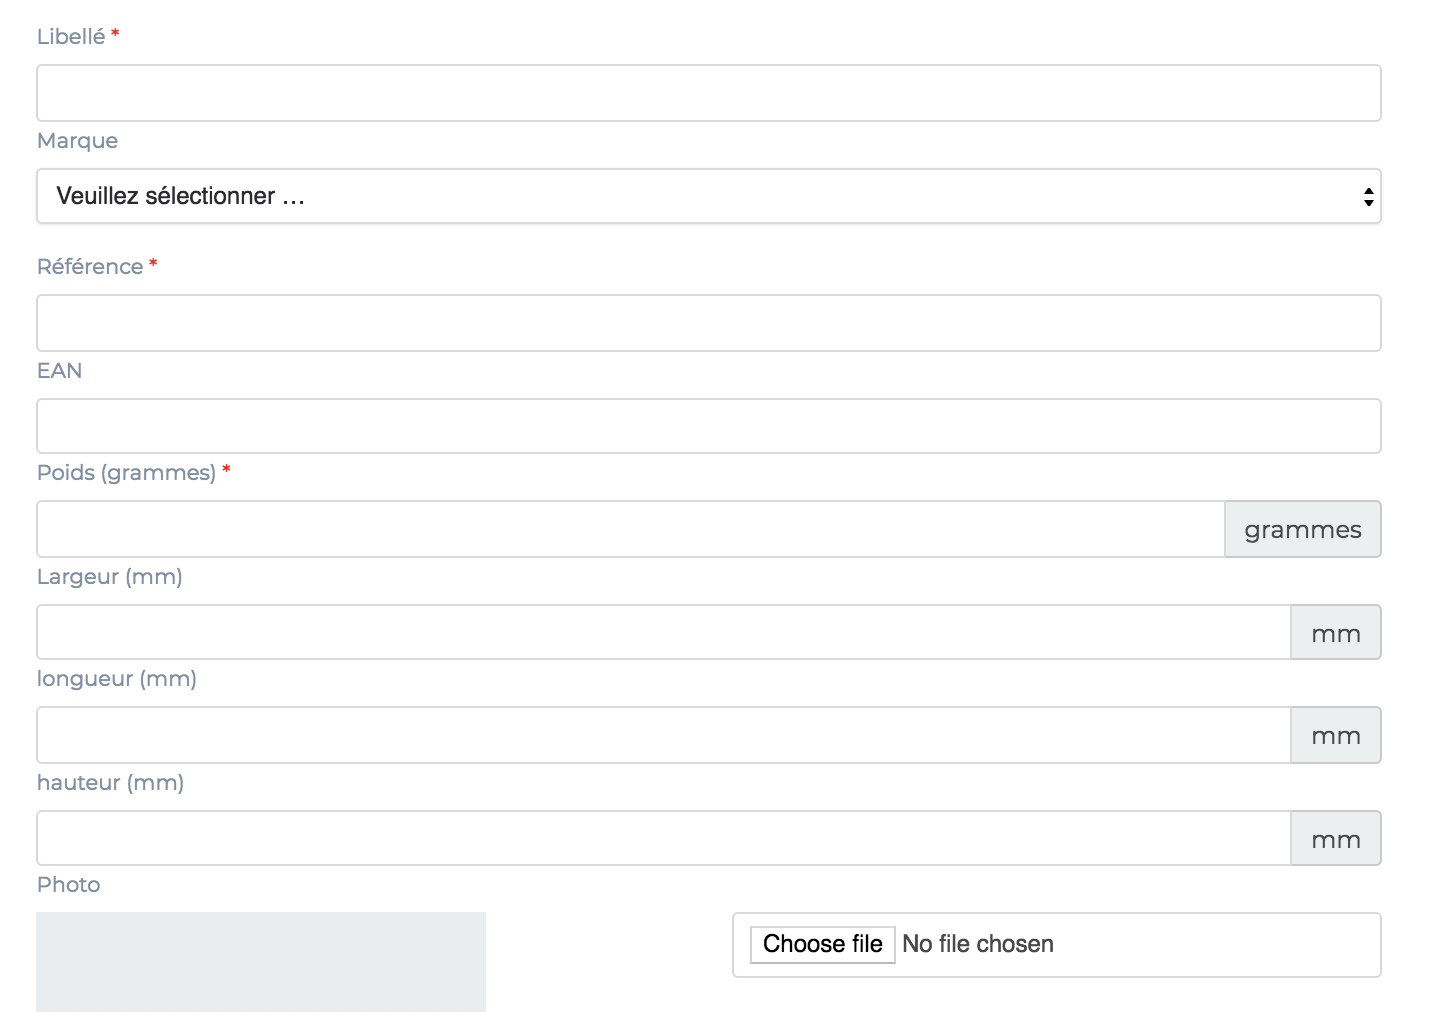 Libellé *
Marque
Veuillez sélectionner ...
Référence *
EAN
Poids (grammes) *
grammes
Largeur (mm)
mm
longueur (mm)
mm
hauteur (mm)
mm
Photo
Choose file No file chosen